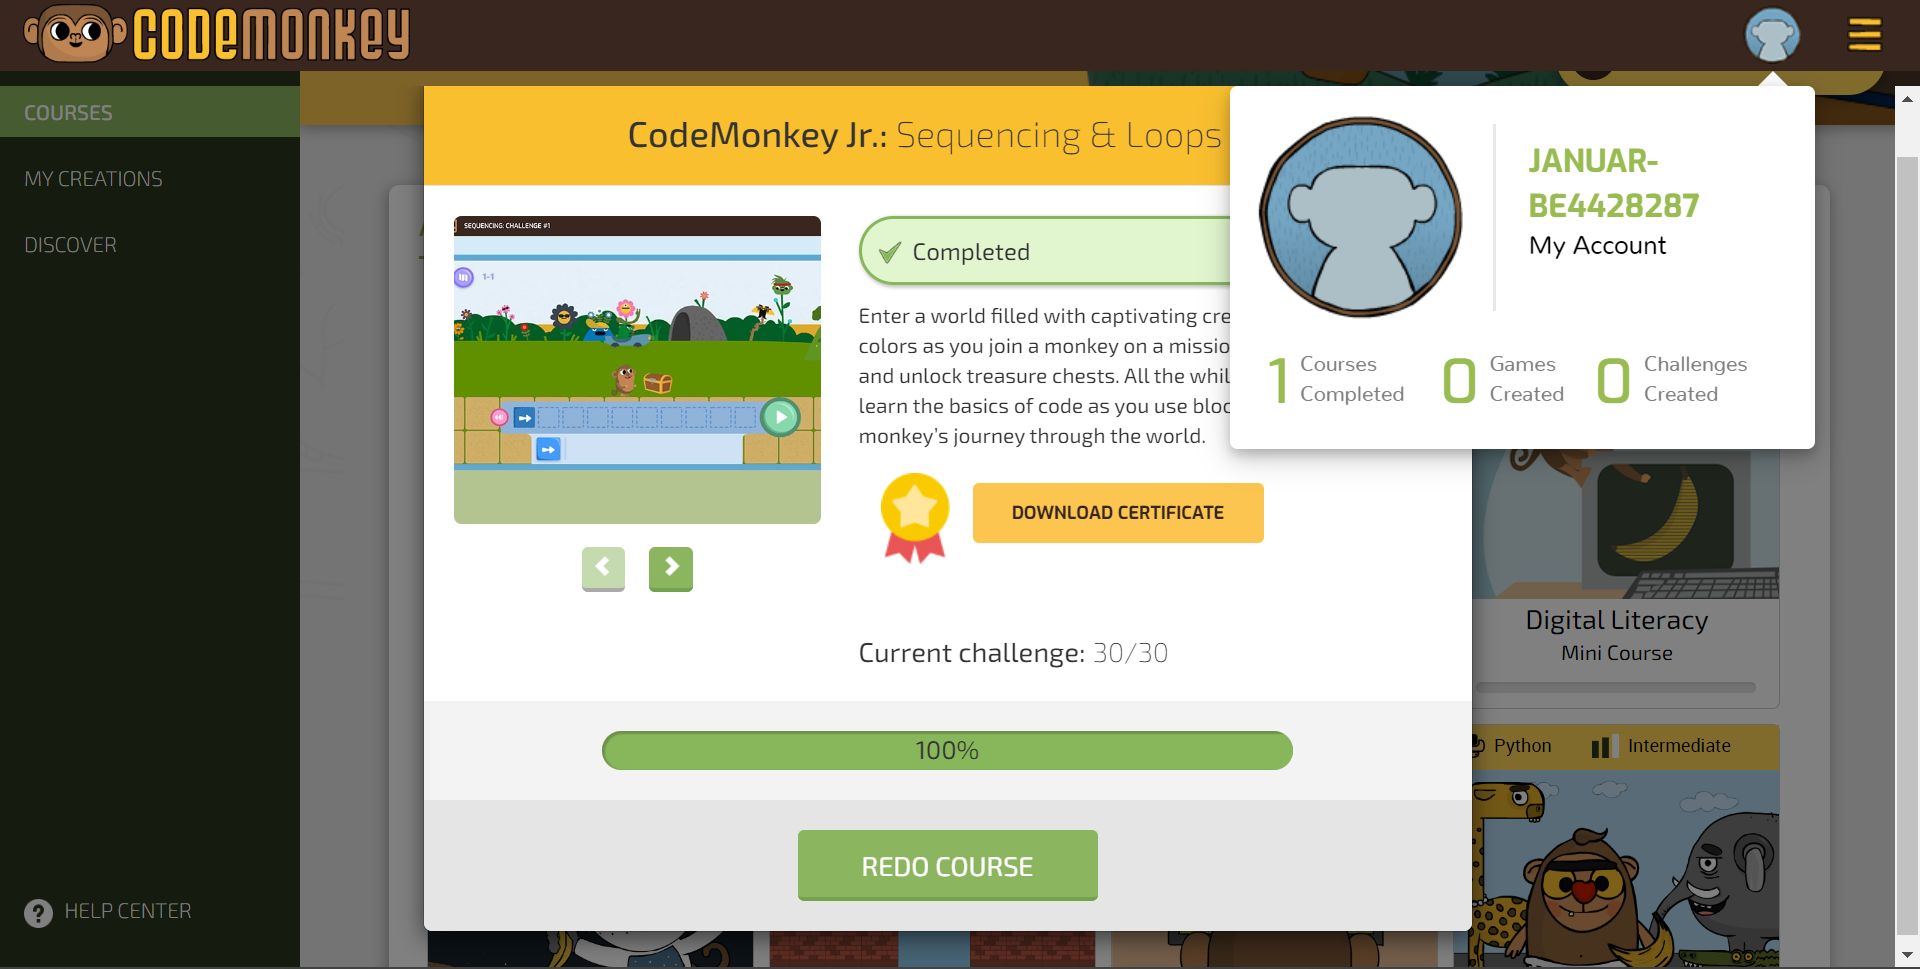 CODEMONKEY
COURSES
MY CREATIONS
DISCOVER
HELP CENTER
CodeMonkey Jr.: Sequencing & Loops
SEQUENCING: CHALLENGE #1
1-1
Completed
Enter a world filled with captivating cre
colors as you join a monkey on a missio
and unlock treasure chests. All the whil
learn the basics of code as you use bloc
monkey's journey through the world.
DOWNLOAD CERTIFICATE
Current challenge: 30/30
100%
REDO COURSE
JANUAR-
BE4428287
My Account
1 Courses
Completed
0 Games
Created
0 Challenges
Created
Digital Literacy
Mini Course
Python
Intermediate